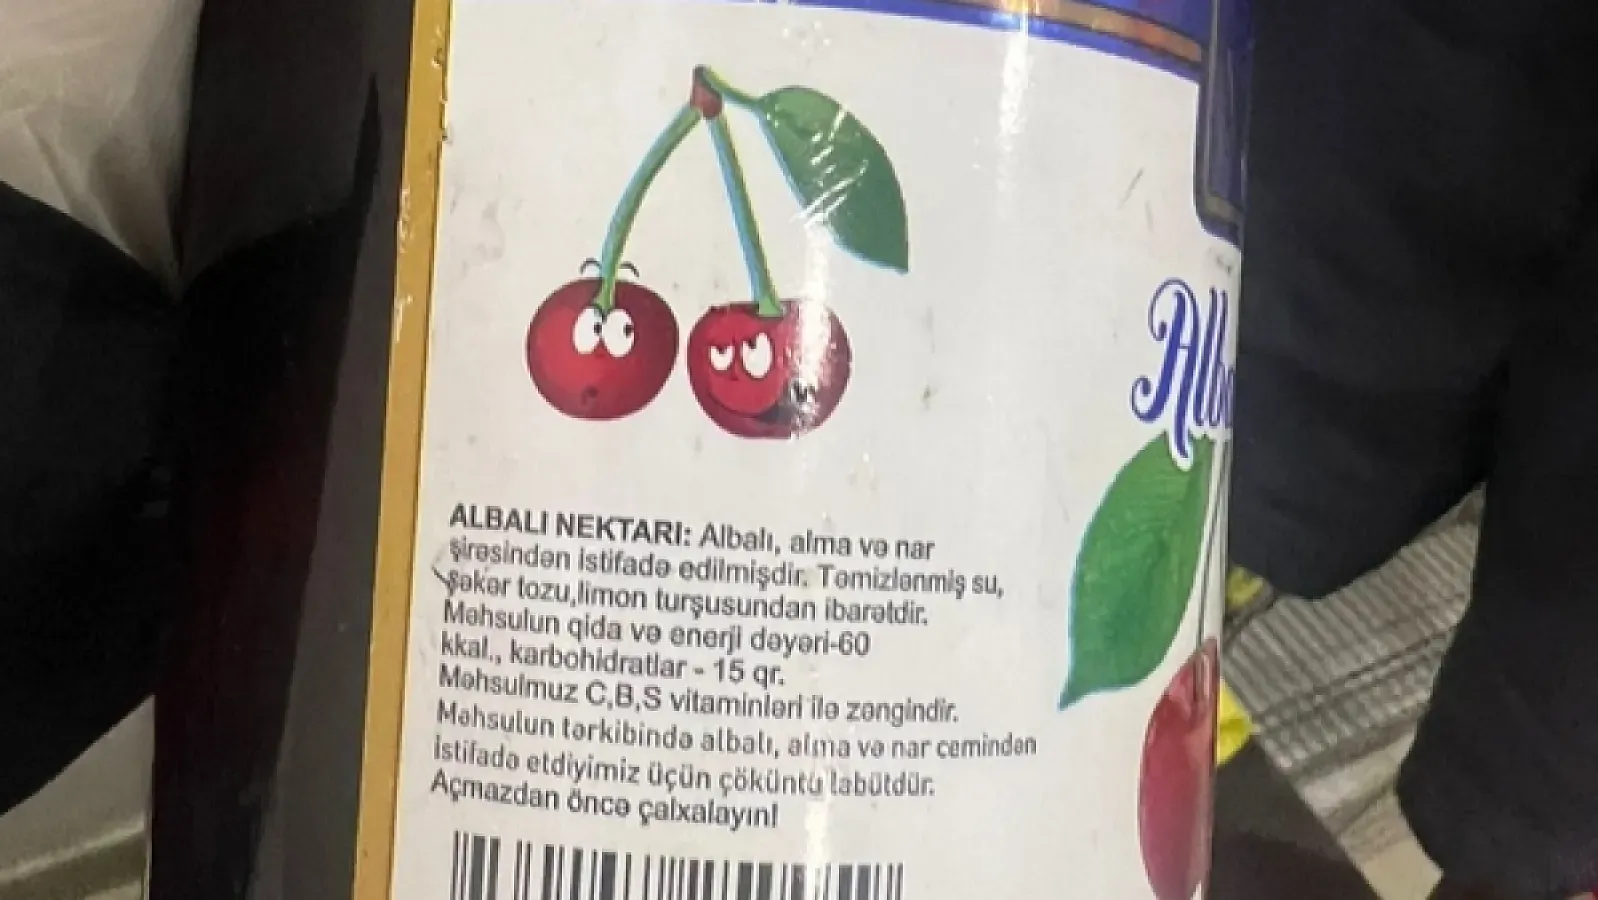 ALBALI NEKTARI: Albalı, alma və nar
şirəsindən istifadə edilmişdir. Təmizlənmiş su,
şəkər tozu,limon turşusundan ibarətdir.
Məhsulun qida və enerji dəyəri-60
kkal., karbohidratlar - 15 qr.
Məhsulmuz C,B,S vitaminləri ilə zəngindir.
Məhsulun tərkibində albalı, alma və nar cemindən
istifadə etdiyimiz üçün çöküntü labütdür.
Açmazdan öncə çalxalayın!